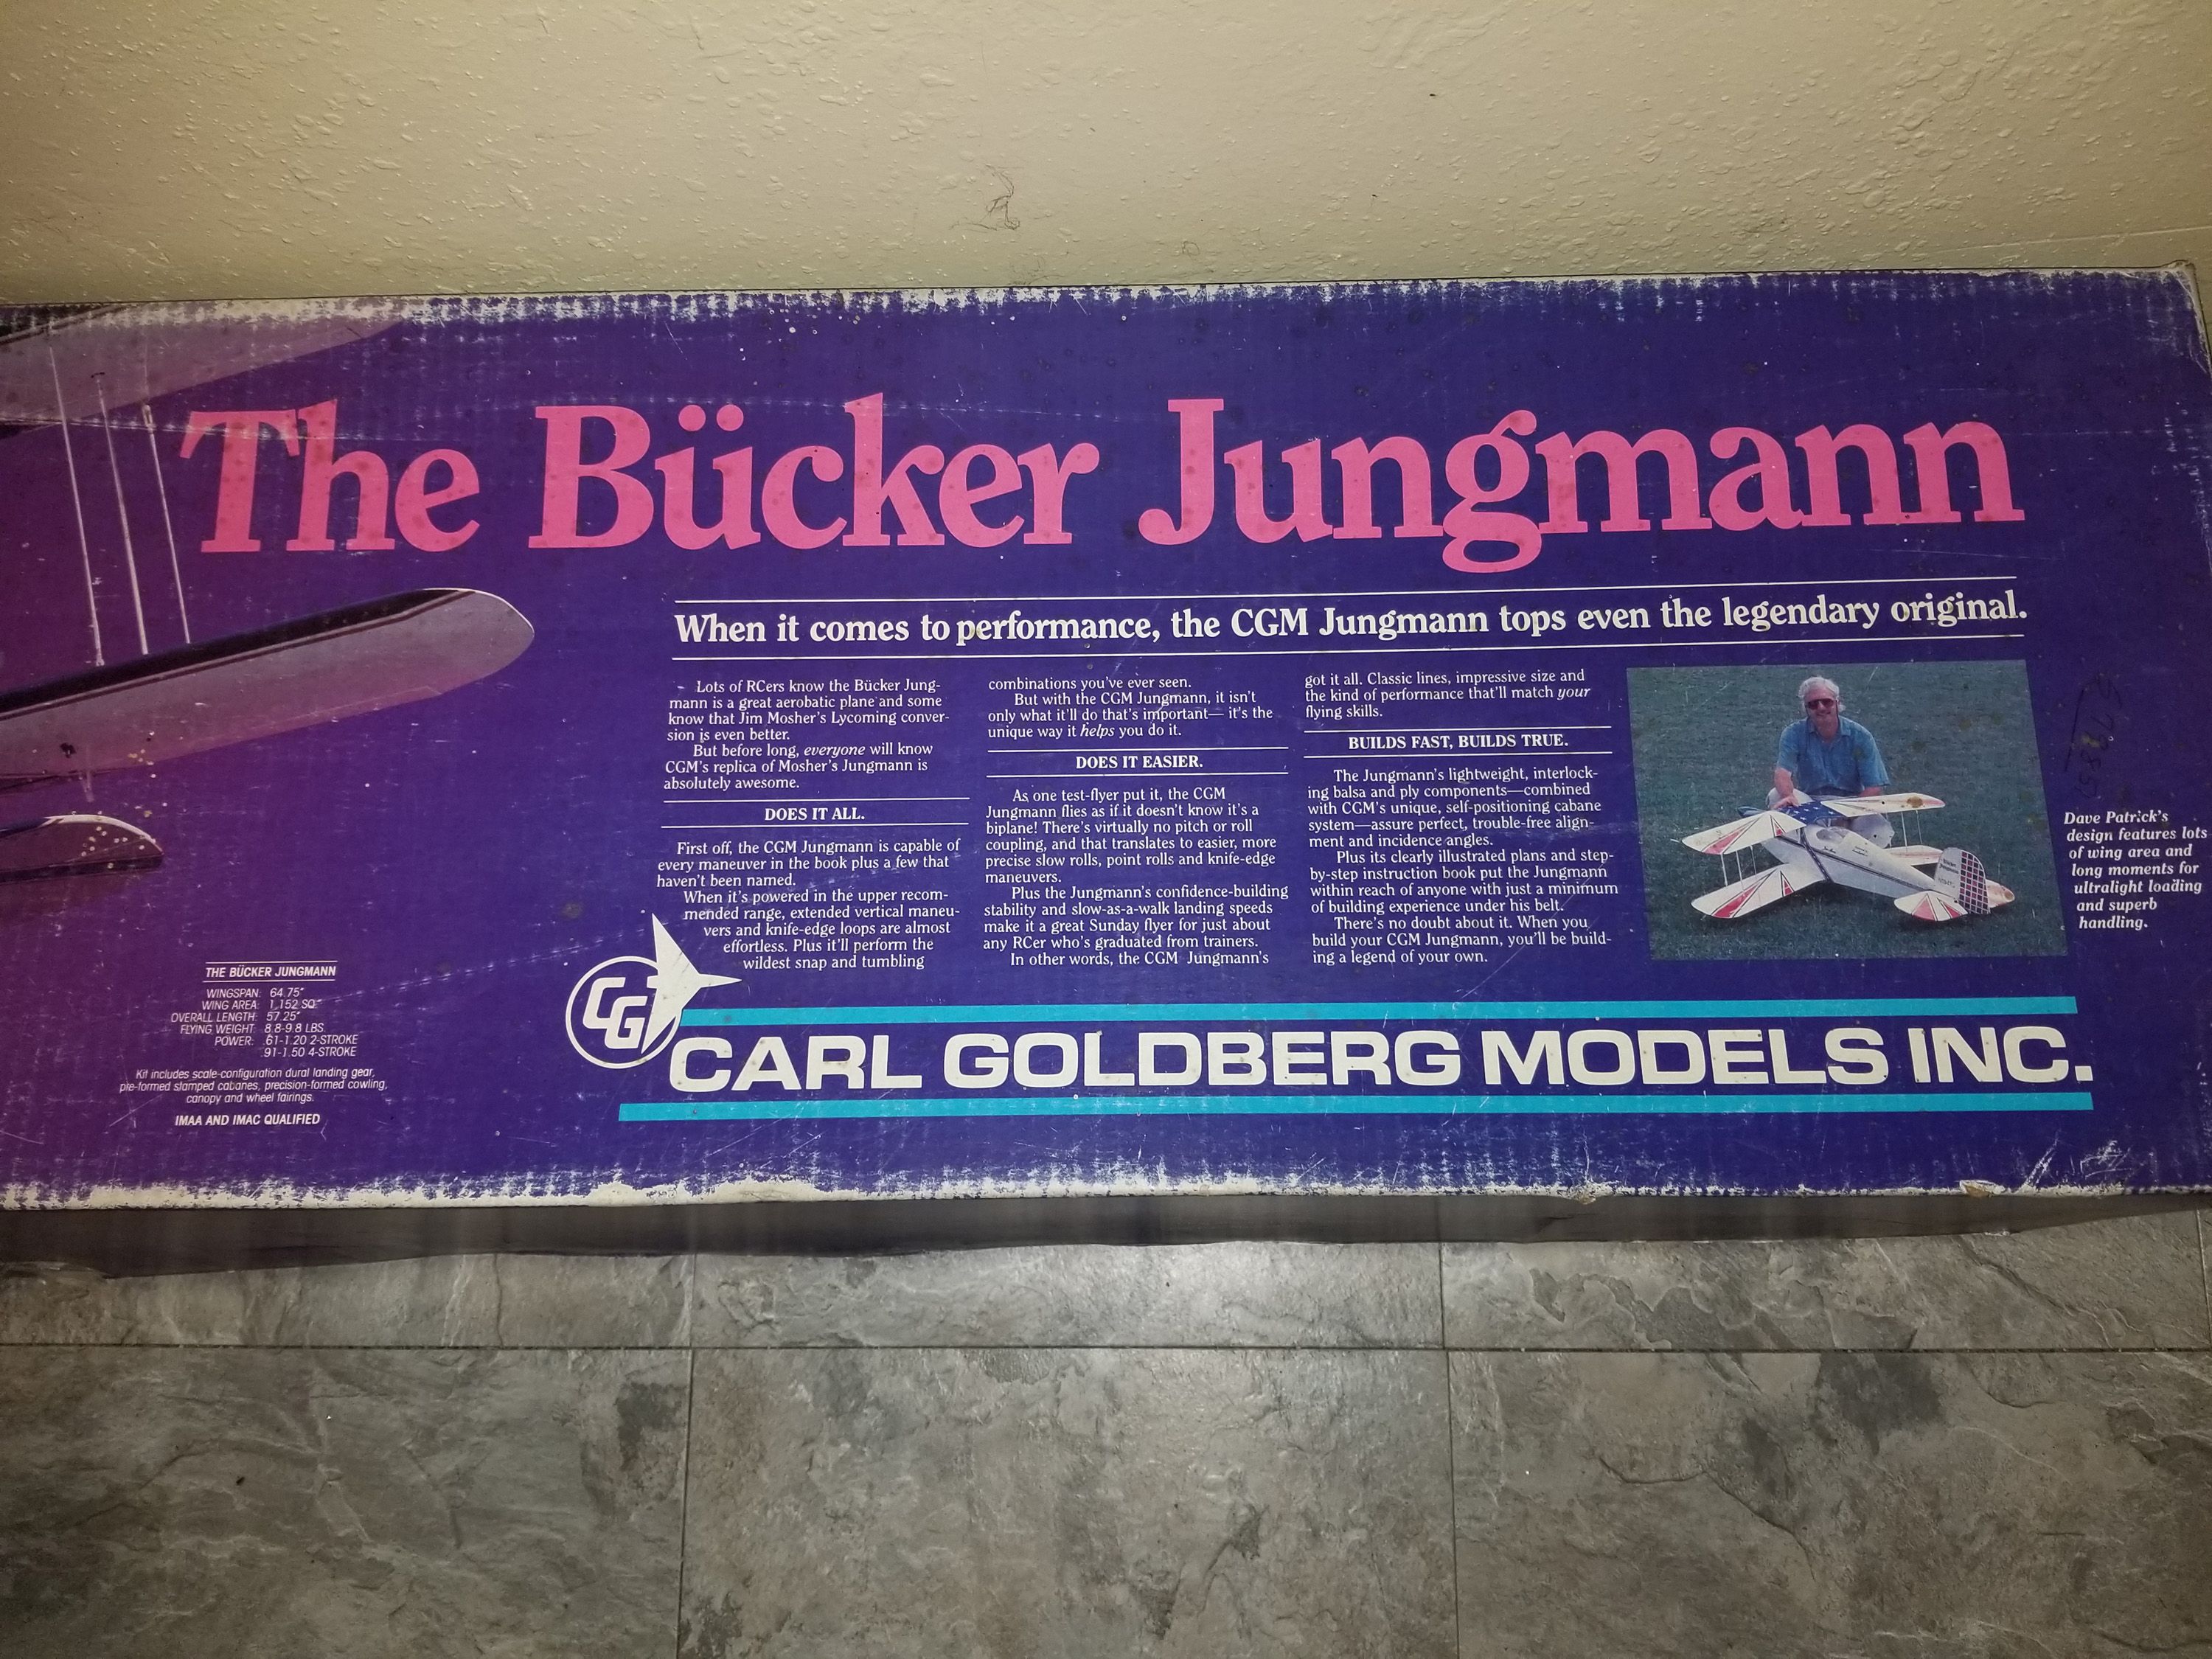 The Bücker Jungmann
When it comes to performance, the CGM Jungmann tops even the legendary original.
Lots of RCers know the Bücker Jung-
mann is a great aerobatic plane and some
know that Jim Mosher's Lycoming conver-
sion is even better.
But before long, everyone will know
CGM's replica of Mosher's Jungmann is
absolutely awesome.
DOES IT ALL.
First off, the CGM Jungmann is capable of
every maneuver in the book plus a few that
haven't been named.
When it's powered in the upper recom-
mended range, extended vertical maneu-
vers and knife-edge loops are almost
effortless. Plus it'll perform the
wildest snap and tumbling
combinations you've ever seen.
But with the CGM Jungmann, it isn't
only what it'll do that's important— it's the
unique way it helps you do it.
DOES IT EASIER.
As one test-flyer put it, the CGM
Jungmann flies as if it doesn't know it's a
biplane! There's virtually no pitch or roll
coupling, and that translates to easier, more
precise slow rolls, point rolls and knife-edge
maneuvers.
Plus the Jungmann's confidence-building
stability and slow-as-a-walk landing speeds
make it a great Sunday flyer for just about
any RCer who's graduated from trainers.
In other words, the CGM Jungmann's
got it all. Classic lines, impressive size and
the kind of performance that'll match your
flying skills.
BUILDS FAST, BUILDS TRUE.
The Jungmann's lightweight, interlock-
ing balsa and ply components—combined
with CGM's unique, self-positioning cabane
system—assure perfect, trouble-free align-
ment and incidence angles.
Plus its clearly illustrated plans and step-
by-step instruction book put the Jungmann
within reach of anyone with just a minimum
of building experience under his belt.
There's no doubt about it. When you
build your CGM Jungmann, you'll be build-
ing a legend of your own.
Dave Patrick's
design features lots
of wing area and
long moments for
ultralight loading
and superb
handling.
THE BÜCKER JUNGMANN
WINGSPAN: 64.75"
WING AREA: 1,152 SQ."
OVERALL LENGTH: 57.25"
FLYING WEIGHT: 8.8-9.8 LBS.
POWER: .61-1.20 2-STROKE
.91-1.50 4-STROKE
Kit includes scale-configuration dural landing gear,
pre-formed stamped cabanes, precision-formed cowling,
canopy and wheel fairings.
IMAA AND IMAC QUALIFIED
CG
CARL GOLDBERG MODELS INC.